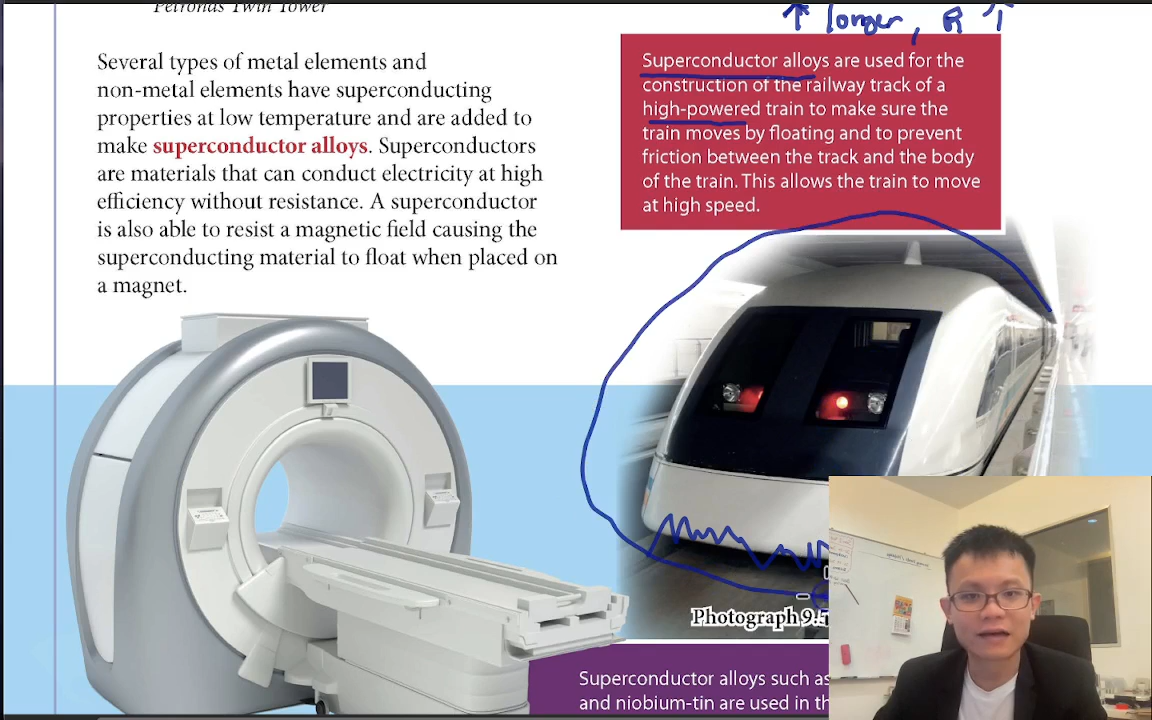 Petronas Twin Tower
longer, R ↑
Several types of metal elements and
non-metal elements have superconducting
properties at low temperature and are added to
make superconductor alloys. Superconductors
are materials that can conduct electricity at high
efficiency without resistance. A superconductor
is also able to resist a magnetic field causing the
superconducting material to float when placed on
a magnet.
Superconductor alloys are used for the
construction of the railway track of a
high-powered train to make sure the
train moves by floating and to prevent
friction between the track and the body
of the train. This allows the train to move
at high speed.
Photograph 9.
Superconductor alloys such as
and niobium-tin are used in th